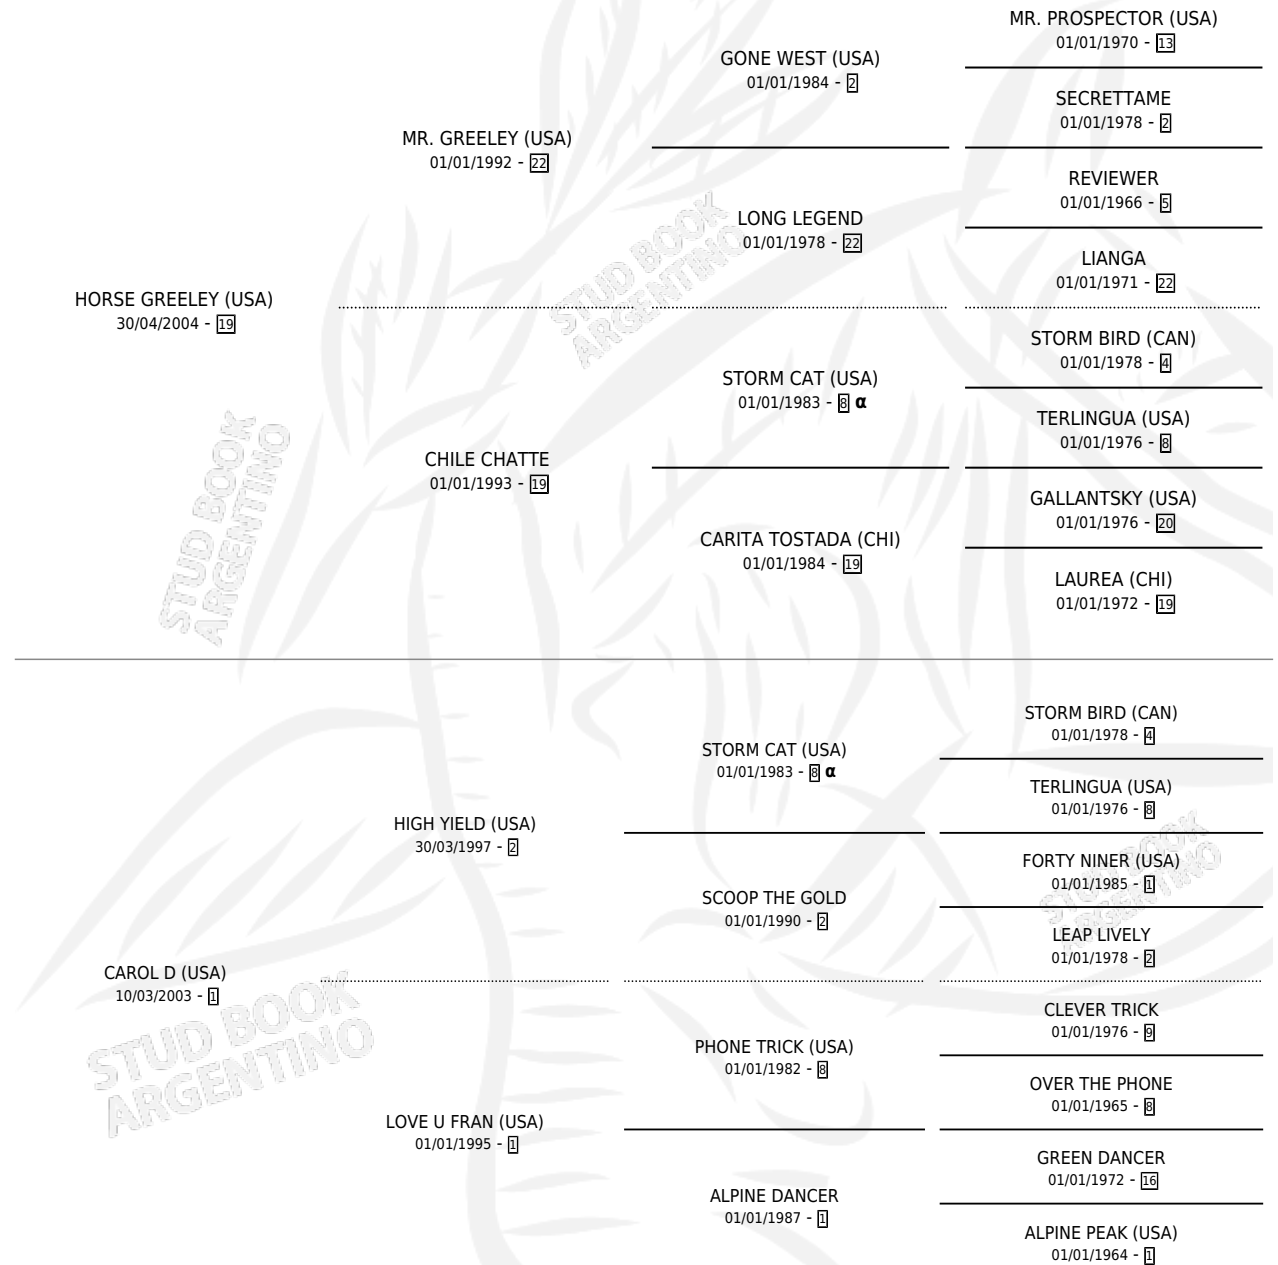 MR. PROSPECTOR (USA)
01/01/1970 - 13
GONE WEST (USA)
01/01/1984 - 2
SECRETTAME
01/01/1978 - 2
MR. GREELEY (USA)
01/01/1992 - 22
REVIEWER
01/01/1966 - 5
LONG LEGEND
01/01/1978 - 22
LIANGA
01/01/1971 - 22
HORSE GREELEY (USA)
30/04/2004 - 19
STORM BIRD (CAN)
01/01/1978 - 4
STORM CAT (USA)
01/01/1983 - 8 α
TERLINGUA (USA)
01/01/1976 - 8
CHILE CHATTE
01/01/1993 - 19
GALLANTSKY (USA)
01/01/1976 - 20
CARITA TOSTADA (CHI)
01/01/1984 - 19
LAUREA (CHI)
01/01/1972 - 19
STUD BOOK
ARGENTINO
STUD BOOK
ARGENTINO
STORM BIRD (CAN)
01/01/1978 - 4
STORM CAT (USA)
01/01/1983 - 8 α
TERLINGUA (USA)
01/01/1976 - 8
HIGH YIELD (USA)
30/03/1997 - 2
FORTY NINER (USA)
01/01/1985 - 1
SCOOP THE GOLD
01/01/1990 - 2
LEAP LIVELY
01/01/1978 - 2
CAROL D (USA)
10/03/2003 - 1
CLEVER TRICK
01/01/1976 - 9
PHONE TRICK (USA)
01/01/1982 - 8
OVER THE PHONE
01/01/1965 - 8
LOVE U FRAN (USA)
01/01/1995 - 1
GREEN DANCER
01/01/1972 - 16
ALPINE DANCER
01/01/1987 - 1
ALPINE PEAK (USA)
01/01/1964 - 1
STUD BOOK
ARGENTINO
STUD BOOK
ARGENTINO